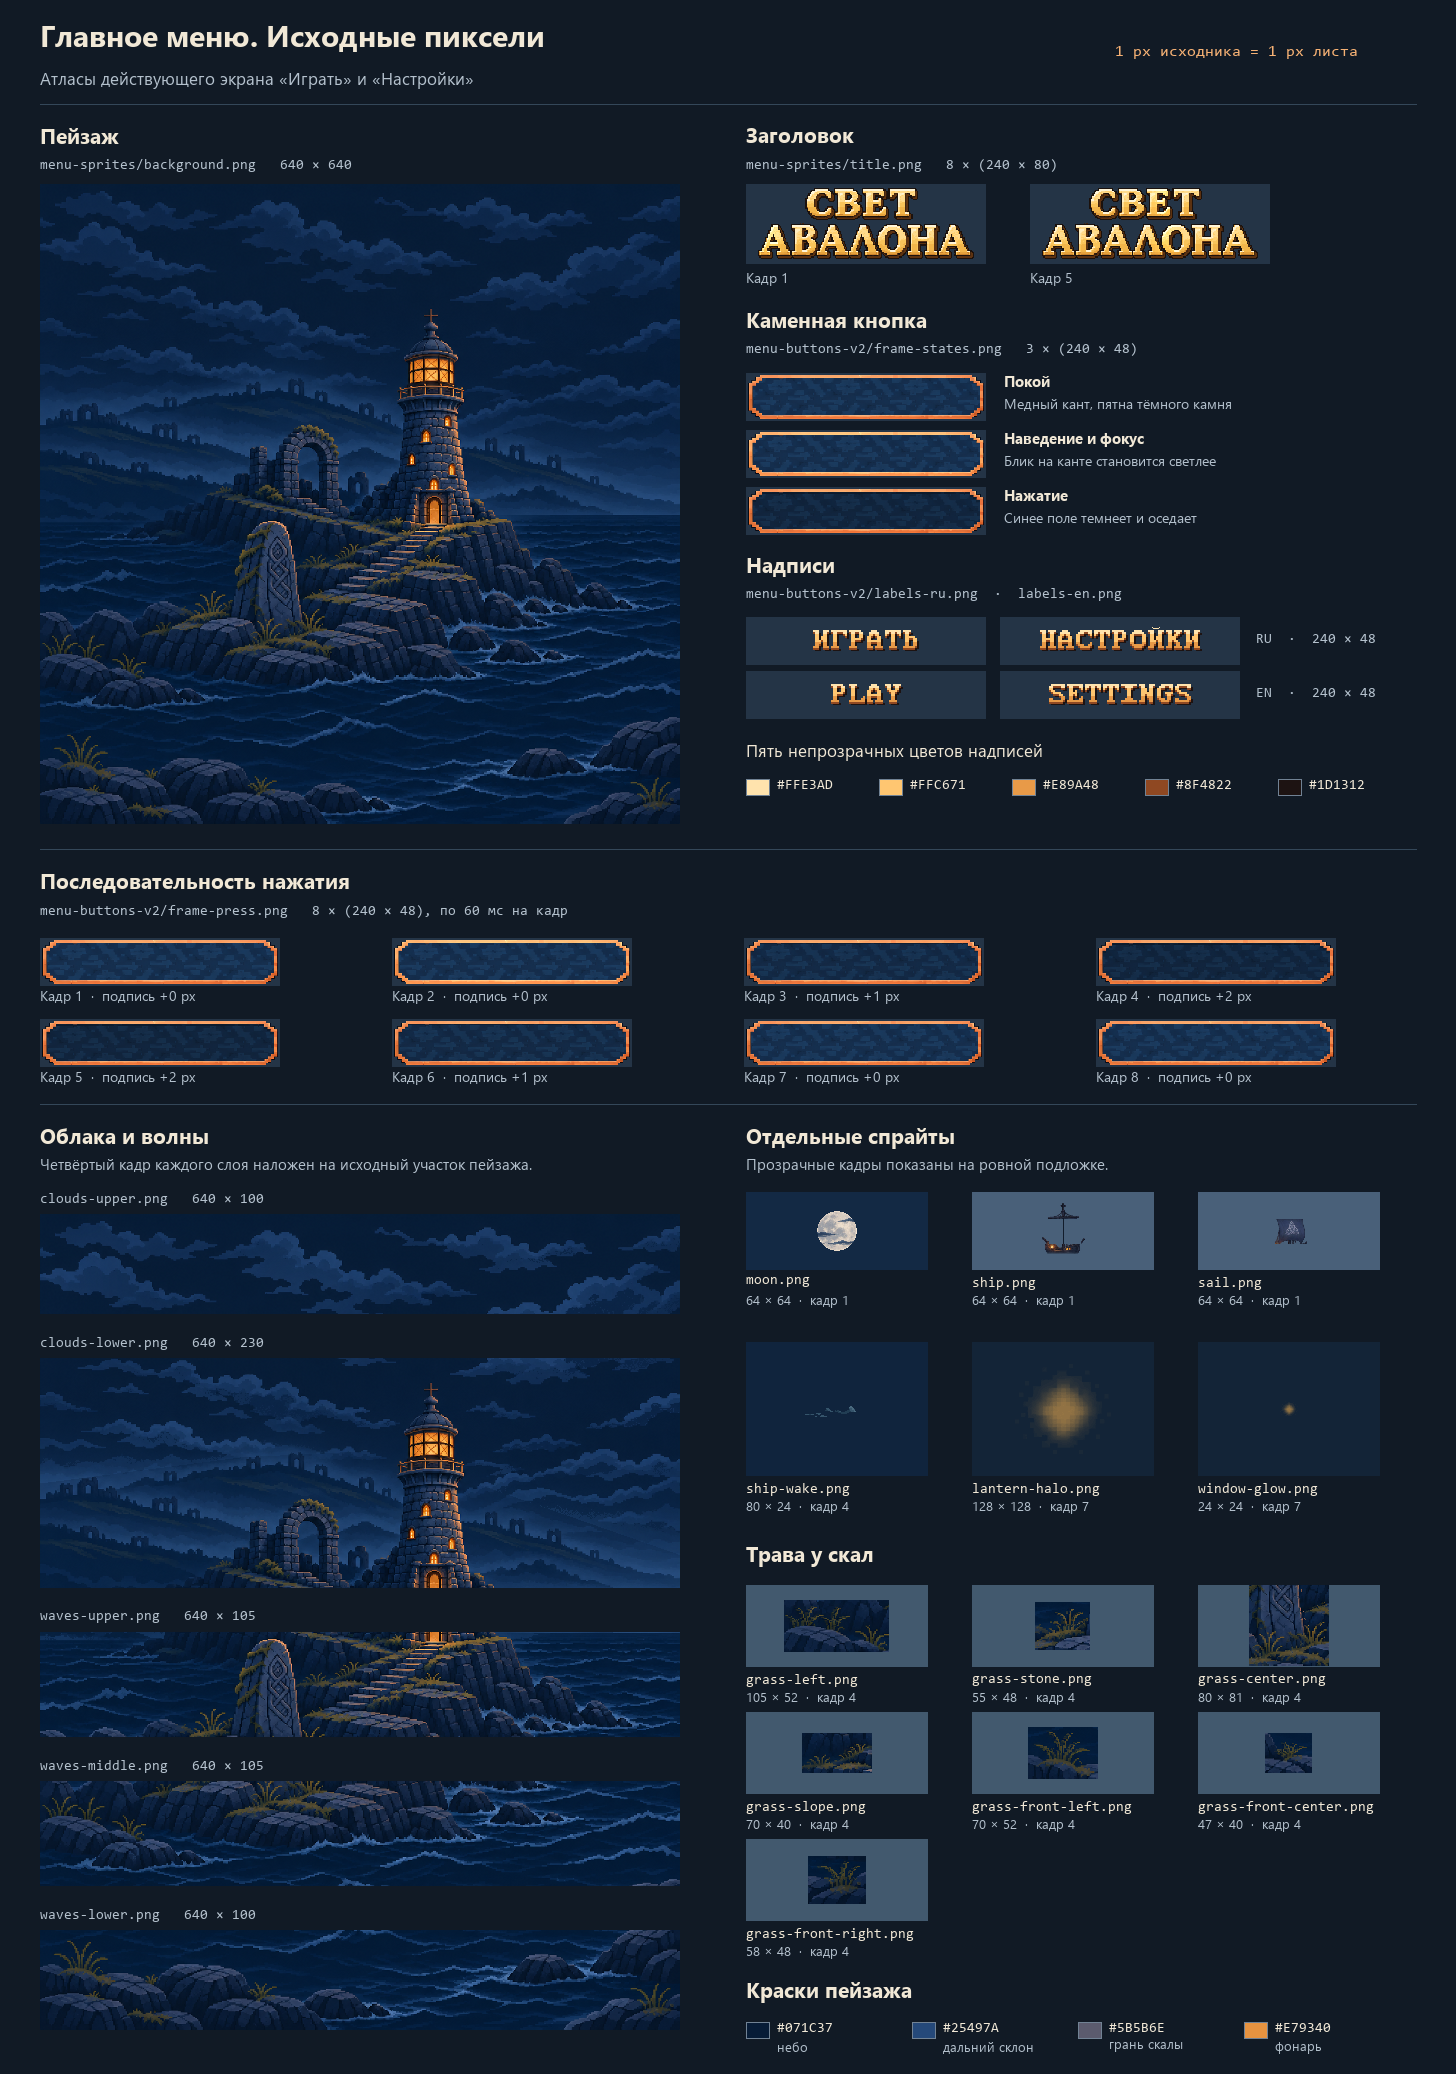 Главное меню. Исходные пиксели
1 px исходника = 1 px листа
Атласы действующего экрана «Играть» и «Настройки»
Пейзаж
menu-sprites/background.png 640 × 640
Заголовок
menu-sprites/title.png 8 × (240 × 80)
СВЕТ
АВАЛОНА
СВЕТ
АВАЛОНА
Кадр 1
Кадр 5
Каменная кнопка
menu-buttons-v2/frame-states.png 3 × (240 × 48)
Покой
Медный кант, пятна тёмного камня
Наведение и фокус
Блик на канте становится светлее
Нажатие
Синее поле темнеет и оседает
Надписи
menu-buttons-v2/labels-ru.png · labels-en.png
ИГРАТЬ НАСТРОЙКИ RU · 240 × 48
PLAY SETTINGS EN · 240 × 48
Пять непрозрачных цветов надписей
#FFE3AD #FFC671 #E89A48 #8F4822 #1D1312
Последовательность нажатия
menu-buttons-v2/frame-press.png 8 × (240 × 48), по 60 мс на кадр
Кадр 1 · подпись +0 px
Кадр 2 · подпись +0 px
Кадр 3 · подпись +1 px
Кадр 4 · подпись +2 px
Кадр 5 · подпись +2 px
Кадр 6 · подпись +1 px
Кадр 7 · подпись +0 px
Кадр 8 · подпись +0 px
Облака и волны
Четвёртый кадр каждого слоя наложен на исходный участок пейзажа.
clouds-upper.png 640 × 100
clouds-lower.png 640 × 230
waves-upper.png 640 × 105
waves-middle.png 640 × 105
waves-lower.png 640 × 100
Отдельные спрайты
Прозрачные кадры показаны на ровной подложке.
moon.png
64 × 64 · кадр 1
ship.png
64 × 64 · кадр 1
sail.png
64 × 64 · кадр 1
ship-wake.png
80 × 24 · кадр 4
lantern-halo.png
128 × 128 · кадр 7
window-glow.png
24 × 24 · кадр 7
Трава у скал
grass-left.png
105 × 52 · кадр 4
grass-stone.png
55 × 48 · кадр 4
grass-center.png
80 × 81 · кадр 4
grass-slope.png
70 × 40 · кадр 4
grass-front-left.png
70 × 52 · кадр 4
grass-front-center.png
47 × 40 · кадр 4
grass-front-right.png
58 × 48 · кадр 4
Краски пейзажа
#071C37
небо
#25497A
дальний склон
#5B5B6E
грань скалы
#E79340
фонарь